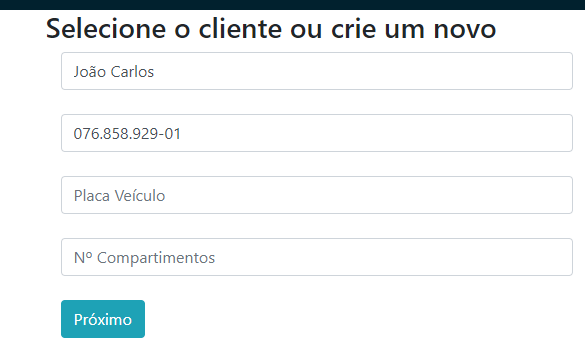 Selecione o cliente ou crie um novo
João Carlos
076.858.929-01
Placa Veículo
Nº Compartimentos
Próximo